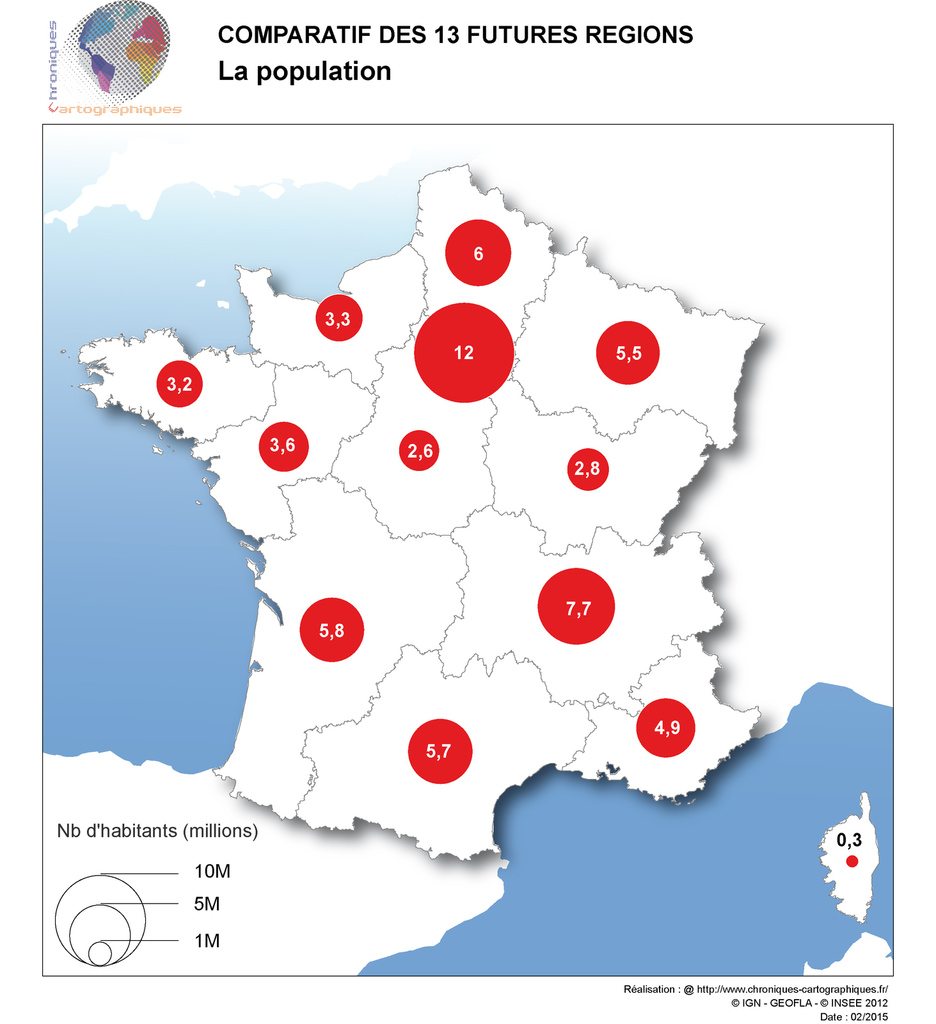 Chroniques
Cartographiques
COMPARATIF DES 13 FUTURES REGIONS
La population
6
3,3
12
5,5
3,2
3,6
2,6
2,8
5,8
7,7
4,9
5,7
0,3
Nb d'habitants (millions)
10M
5M
1M
Réalisation : @ http://www.chroniques-cartographiques.fr/
© IGN - GEOFLA - © INSEE 2012
Date : 02/2015